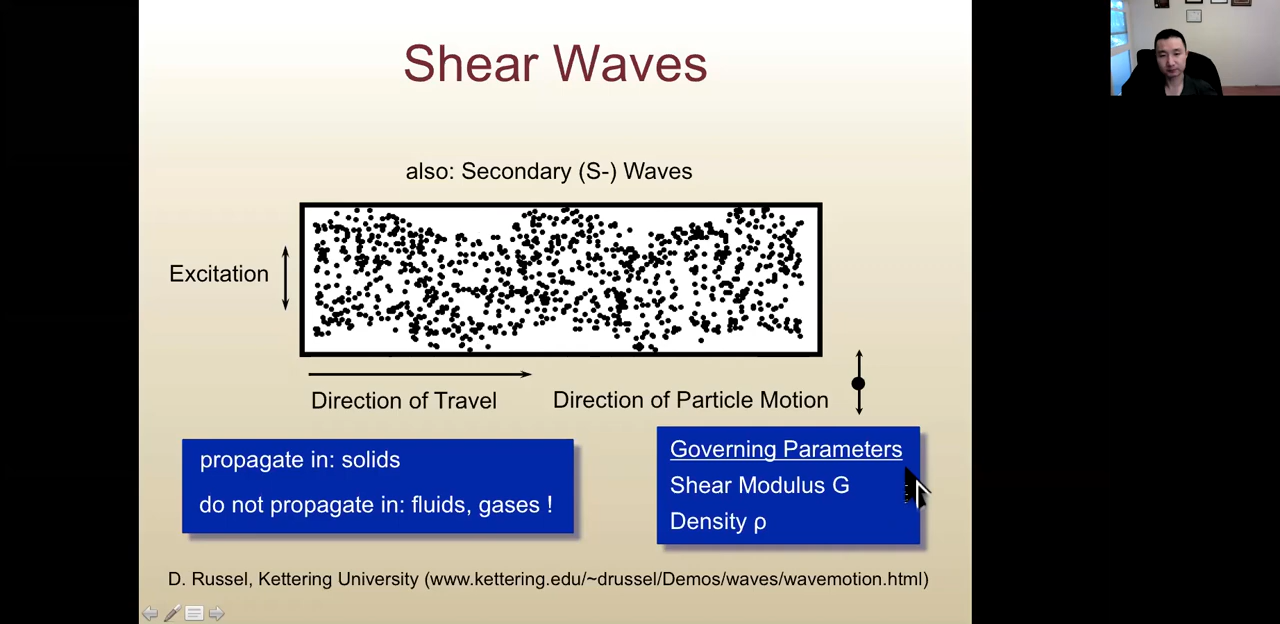 Shear Waves
also: Secondary (S-) Waves
Excitation
Direction of Travel
Direction of Particle Motion
propagate in: solids
do not propagate in: fluids, gases !
Governing Parameters
Shear Modulus G
Density ρ
D. Russel, Kettering University (www.kettering.edu/~drussel/Demos/waves/wavemotion.html)